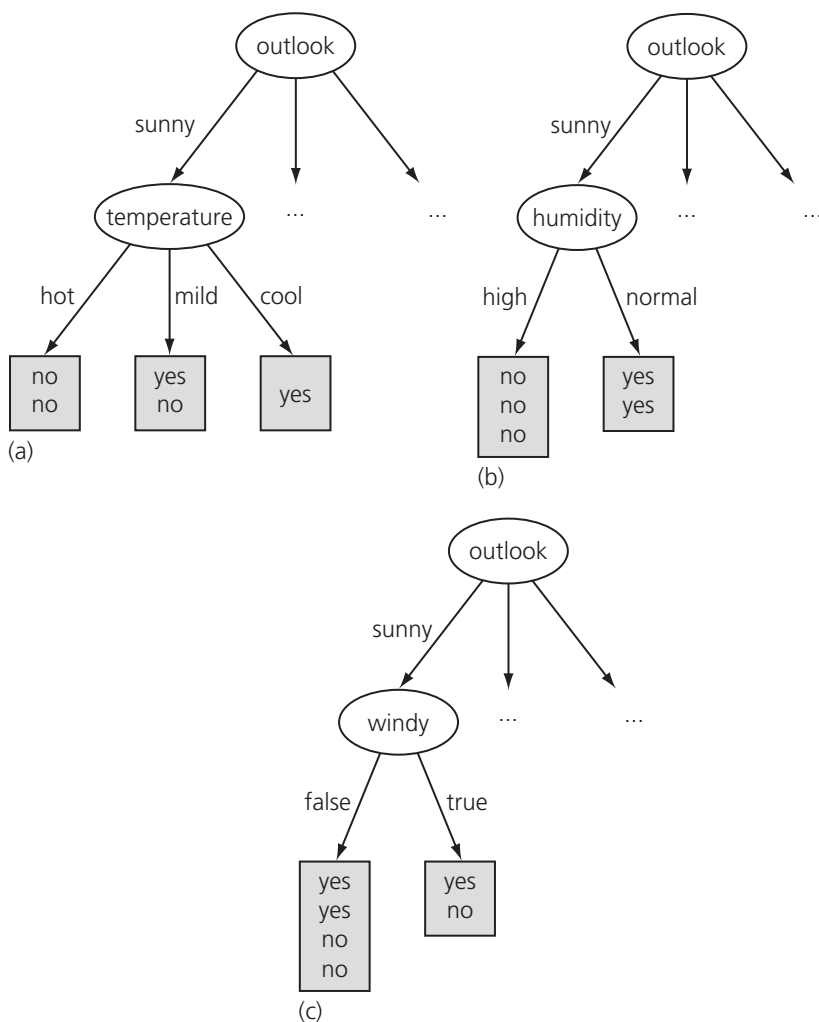 outlook
sunny
temperature
...
...
hot
mild
cool
no
no
yes
no
yes
(a)
outlook
sunny
humidity
...
...
high
normal
no
no
no
yes
yes
(b)
outlook
sunny
windy
...
...
false
true
yes
yes
no
no
yes
no
(c)